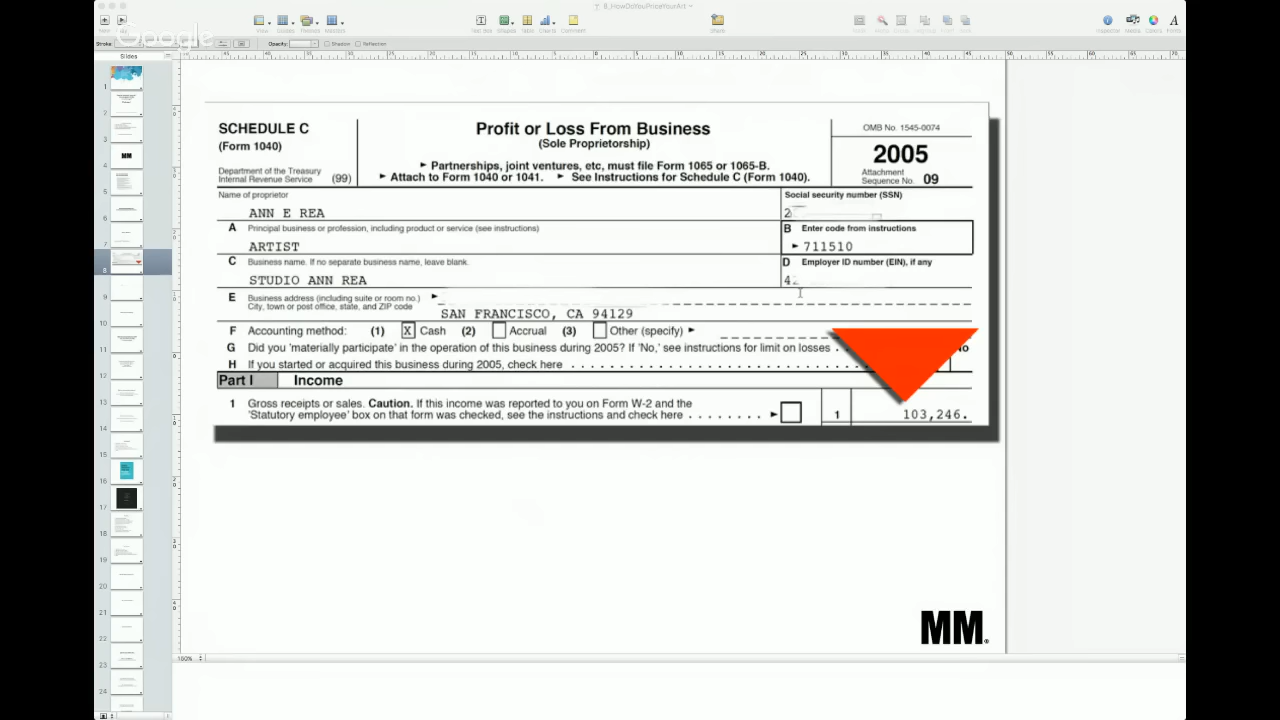 B_HowDoYouPriceYourArt
Stroke: Opacity: Shadow Reflection
Slides
SCHEDULE C
(Form 1040)
Department of the Treasury
Internal Revenue Service (99)
Profit or Loss From Business
(Sole Proprietorship)
► Partnerships, joint ventures, etc, must file Form 1065 or 1065-B.
► Attach to Form 1040 or 1041. ► See Instructions for Schedule C (Form 1040).
OMB No. 1545-0074
2005
Attachment
Sequence No. 09
Name of proprietor
ANN E REA
Social security number (SSN)
2
A Principal business or profession, including product or service (see instructions)
ARTIST
B Enter code from instructions
► 711510
C Business name. If no separate business name, leave blank.
STUDIO ANN REA
D Employer ID number (EIN), if any
42
E Business address (including suite or room no.) ►
City, town or post office, state, and ZIP code
SAN FRANCISCO, CA 94129
F Accounting method: (1) X Cash (2) Accrual (3) Other (specify) ►
G Did you 'materially participate' in the operation of this business during 2005? If 'No,' see instructions for limit on losses . No
H If you started or acquired this business during 2005, check here
Part I Income
1 Gross receipts or sales. Caution. If this income was reported to you on Form W-2 and the
'Statutory employee' box on that form was checked, see the instructions and check here ► 1 103,246.
MM